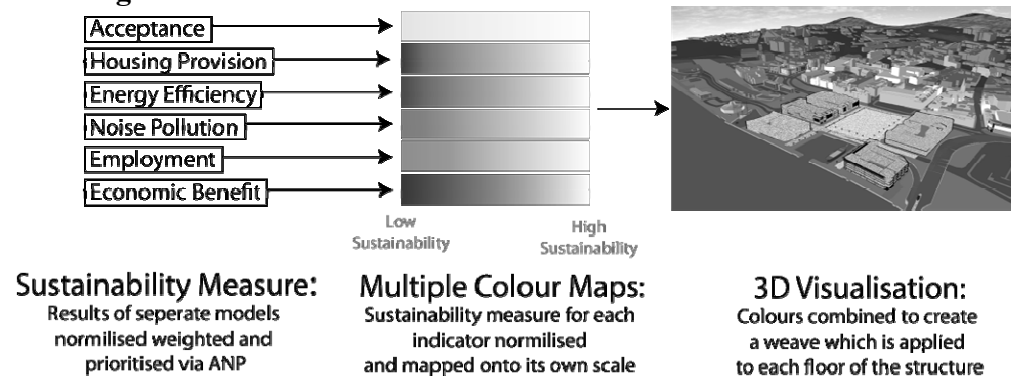 Acceptance
Housing Provision
Energy Efficiency
Noise Pollution
Employment
Economic Benefit
Low
Sustainability
High
Sustainability
Sustainability Measure:
Results of seperate models
normilised weighted and
prioritised via ANP
Multiple Colour Maps:
Sustainability measure for each
indicator normilised
and mapped onto its own scale
3D Visualisation:
Colours combined to create
a weave which is applied
to each floor of the structure